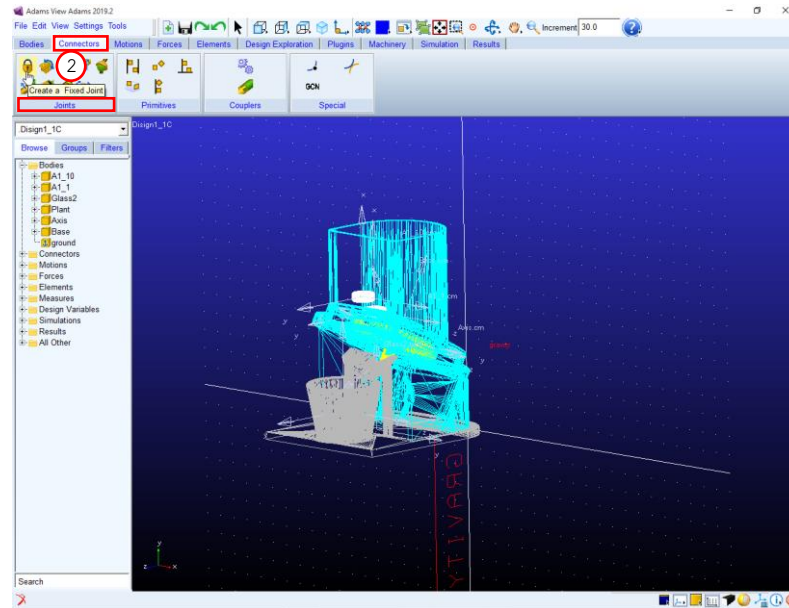 Adams View Adams 2019.2
File Edit View Settings Tools
Increment 30.0
Bodies Connectors Motions Forces Elements Design Exploration Plugins Machinery Simulation Results
2
Create a Fixed Joint
GCN
Joints Primitives Couplers Special
.Disign1_1C
Disign1_1C
Browse Groups Filters
Bodies
A1_10
A1_1
Glass2
Plant
Axis
Base
ground
Connectors
Motions
Forces
Elements
Measures
Design Variables
Simulations
Results
All Other
x
x
y
y
Axis.cm
z
y
y
GRAVITY
y
z x
Search